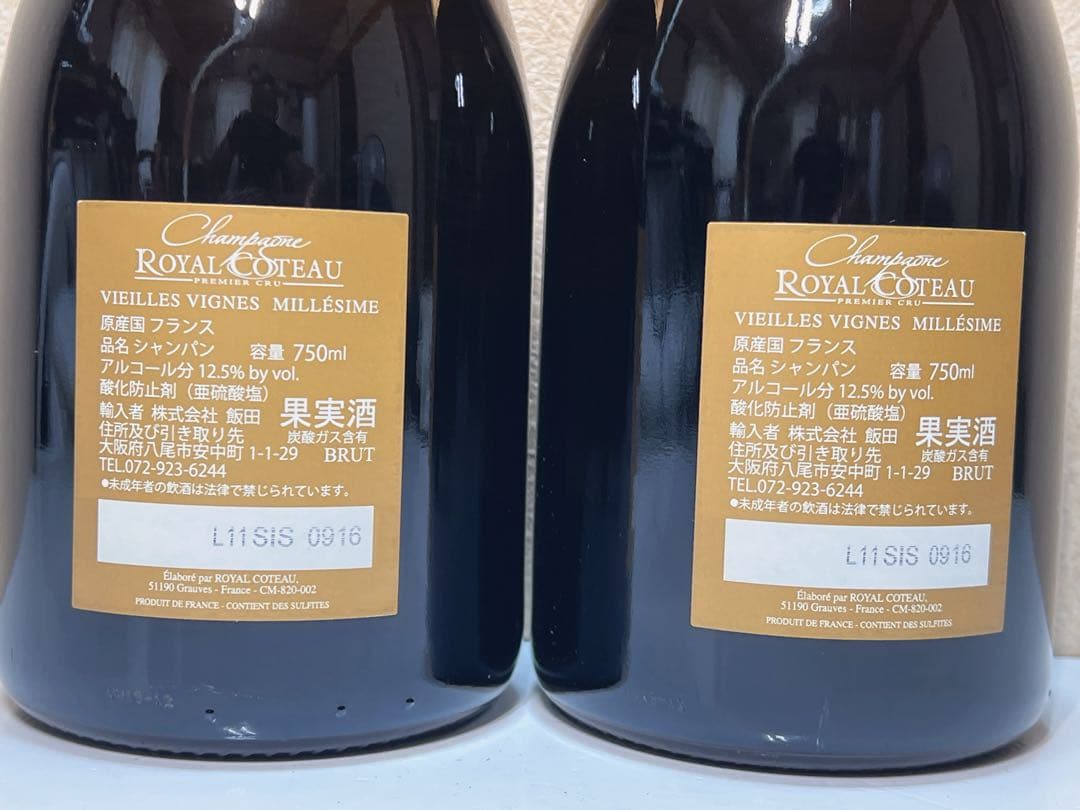 Champagne
ROYAL COTEAU
PREMIER CRU
VIEILLES VIGNES MILLÉSIME
原産国 フランス
品名 シャンパン 容量 750ml
アルコール分 12.5% by vol.
酸化防止剤（亜硫酸塩）
輸入者 株式会社 飯田 果実酒
住所及び引き取り先 炭酸ガス含有
大阪府八尾市安中町 1-1-29 BRUT
TEL.072-923-6244
●未成年者の飲酒は法律で禁じられています。
L11SIS 0916
Élaboré par ROYAL COTEAU,
51190 Grauves - France - CM-820-002
PRODUIT DE FRANCE - CONTIENT DES SULFITES
Champagne
ROYAL COTEAU
PREMIER CRU
VIEILLES VIGNES MILLÉSIME
原産国 フランス
品名 シャンパン 容量 750ml
アルコール分 12.5% by vol.
酸化防止剤（亜硫酸塩）
輸入者 株式会社 飯田 果実酒
住所及び引き取り先 炭酸ガス含有
大阪府八尾市安中町 1-1-29 BRUT
TEL.072-923-6244
●未成年者の飲酒は法律で禁じられています。
L11SIS 0916
Élaboré par ROYAL COTEAU,
51190 Grauves - France - CM-820-002
PRODUIT DE FRANCE - CONTIENT DES SULFITES